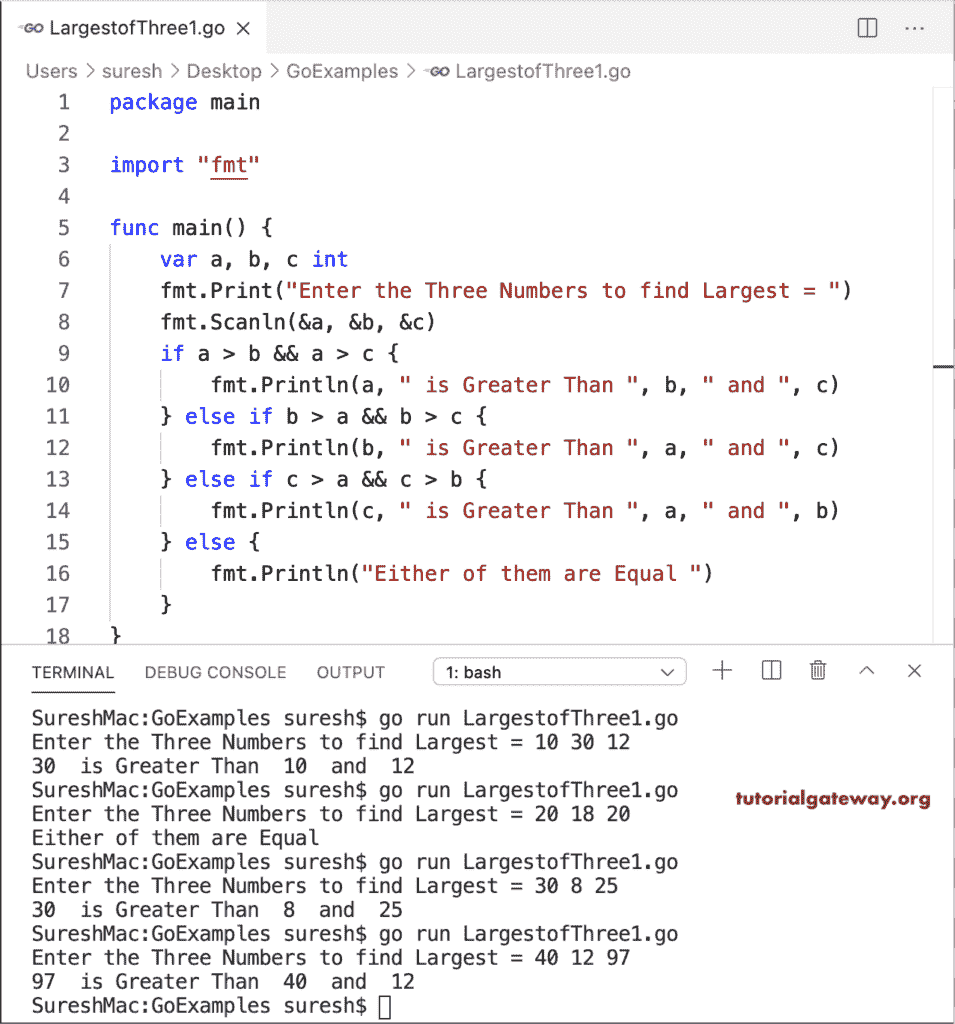 GO LargestofThree1.go ×
Users > suresh > Desktop > GoExamples > GO LargestofThree1.go
1 package main
2
3 import "fmt"
4
5 func main() {
6     var a, b, c int
7     fmt.Print("Enter the Three Numbers to find Largest = ")
8     fmt.Scanln(&a, &b, &c)
9     if a > b && a > c {
10         fmt.Println(a, " is Greater Than ", b, " and ", c)
11     } else if b > a && b > c {
12         fmt.Println(b, " is Greater Than ", a, " and ", c)
13     } else if c > a && c > b {
14         fmt.Println(c, " is Greater Than ", a, " and ", b)
15     } else {
16         fmt.Println("Either of them are Equal ")
17     }
18 }
TERMINAL DEBUG CONSOLE OUTPUT 1: bash
SureshMac:GoExamples suresh$ go run LargestofThree1.go
Enter the Three Numbers to find Largest = 10 30 12
30  is Greater Than  10  and  12
SureshMac:GoExamples suresh$ go run LargestofThree1.go
tutorialgateway.org
Enter the Three Numbers to find Largest = 20 18 20
Either of them are Equal
SureshMac:GoExamples suresh$ go run LargestofThree1.go
Enter the Three Numbers to find Largest = 30 8 25
30  is Greater Than  8  and  25
SureshMac:GoExamples suresh$ go run LargestofThree1.go
Enter the Three Numbers to find Largest = 40 12 97
97  is Greater Than  40  and  12
SureshMac:GoExamples suresh$